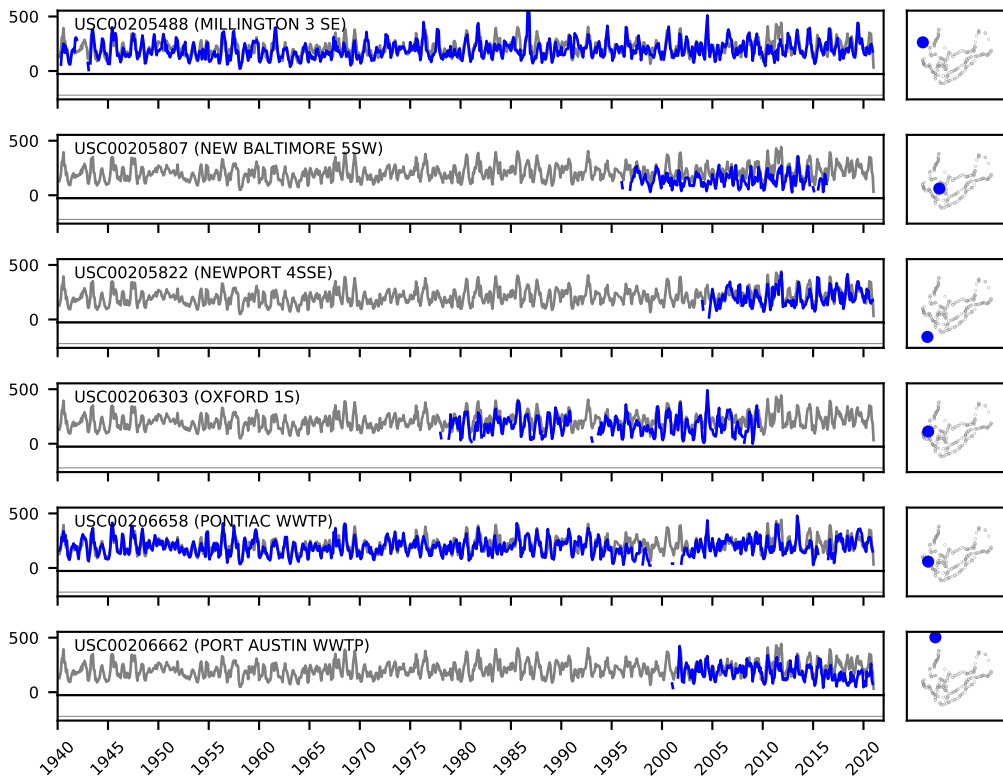 500
USC00205488 (MILLINGTON 3 SE)
0
500
USC00205807 (NEW BALTIMORE 5SW)
0
500
USC00205822 (NEWPORT 4SSE)
0
500
USC00206303 (OXFORD 1S)
0
500
USC00206658 (PONTIAC WWTP)
0
500
USC00206662 (PORT AUSTIN WWTP)
0
1940 1945 1950 1955 1960 1965 1970 1975 1980 1985 1990 1995 2000 2005 2010 2015 2020